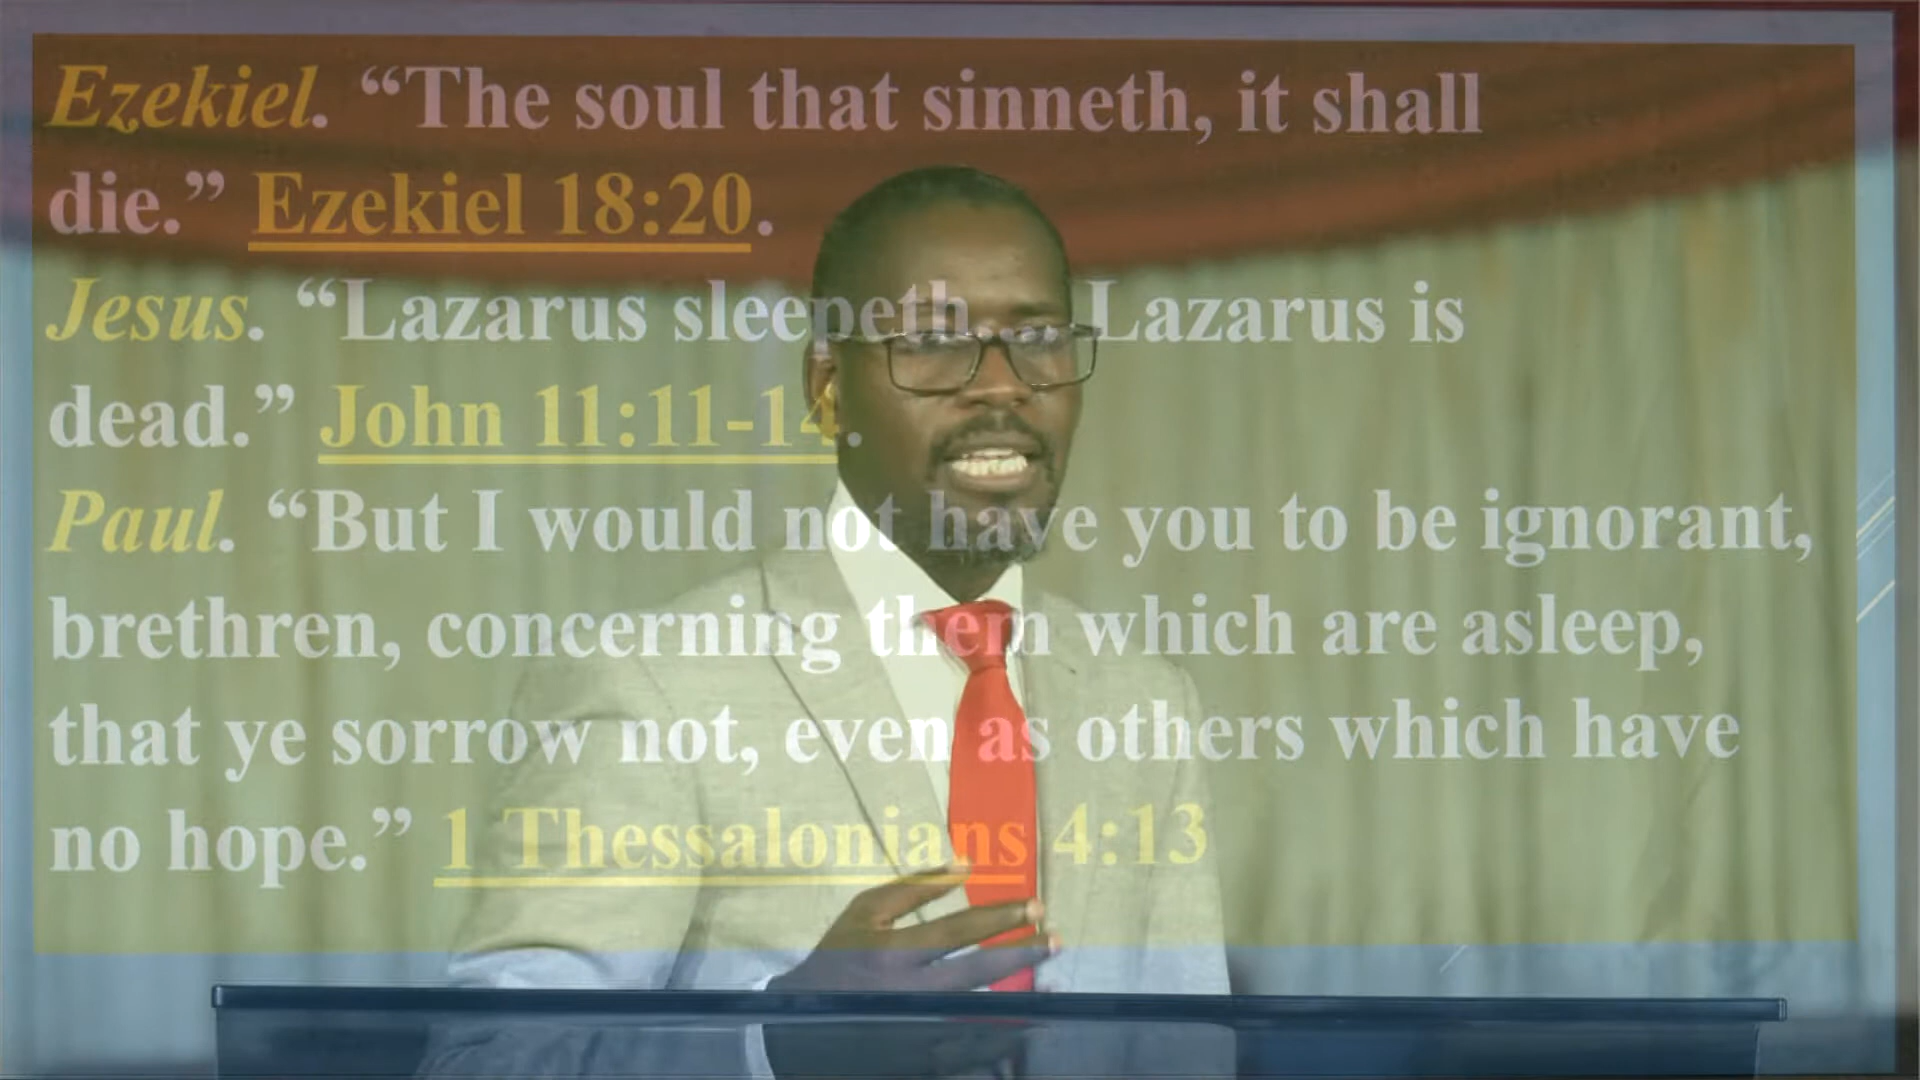 Ezekiel. “The soul that sinneth, it shall
die.” Ezekiel 18:20.
Jesus. “Lazarus sleepeth... Lazarus is
dead.” John 11:11-14.
Paul. “But I would not have you to be ignorant,
brethren, concerning them which are asleep,
that ye sorrow not, even as others which have
no hope.” 1 Thessalonians 4:13